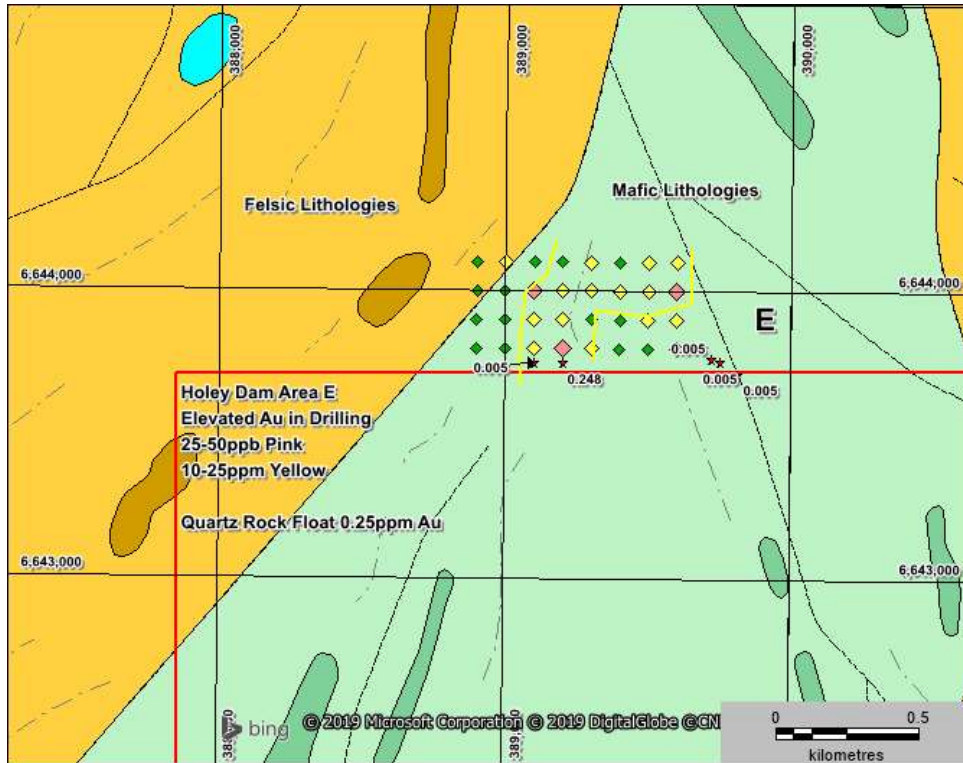 388,000
389,000
390,000
Felsic Lithologies
Mafic Lithologies
6,644,000
6,644,000
E
0.005
0.005
0.248
0.005
0.005
Holey Dam Area E
Elevated Au in Drilling
25-50ppb Pink
10-25ppm Yellow
Quartz Rock Float 0.25ppm Au
6,643,000
6,643,000
bing
© 2019 Microsoft Corporation © 2019 DigitalGlobe ©CN
0 0.5
kilometres